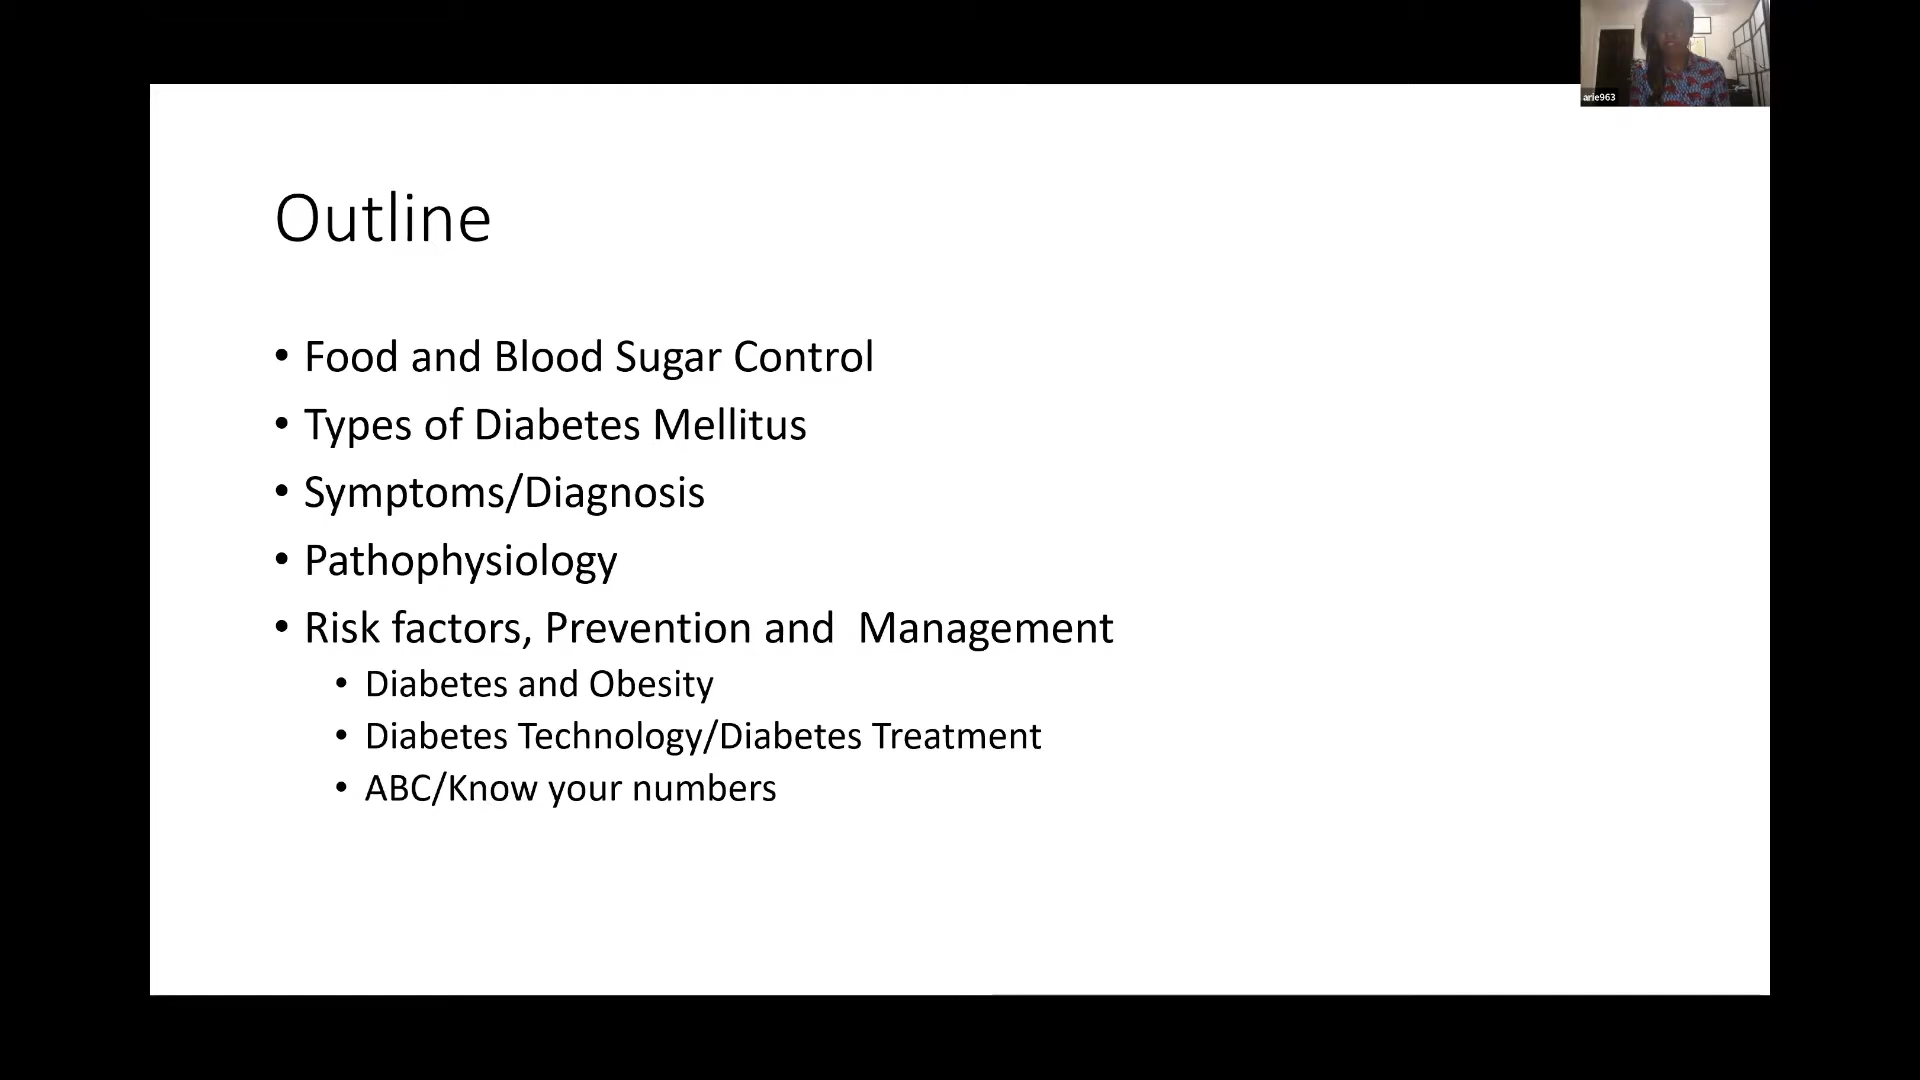 arie963
Outline
• Food and Blood Sugar Control
• Types of Diabetes Mellitus
• Symptoms/Diagnosis
• Pathophysiology
• Risk factors, Prevention and  Management
• Diabetes and Obesity
• Diabetes Technology/Diabetes Treatment
• ABC/Know your numbers